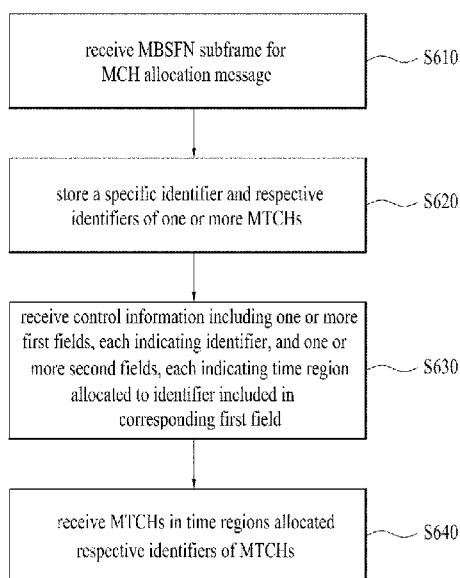 receive MBSFN subframe for
MCH allocation message
S610
store a specific identifier and respective
identifiers of one or more MTCHs
S620
receive control information including one or more
first fields, each indicating identifier, and one or
more second fields, each indicating time region
allocated to identifier included in
corresponding first field
S630
receive MTCHs in time regions allocated
respective identifiers of MTCHs
S640